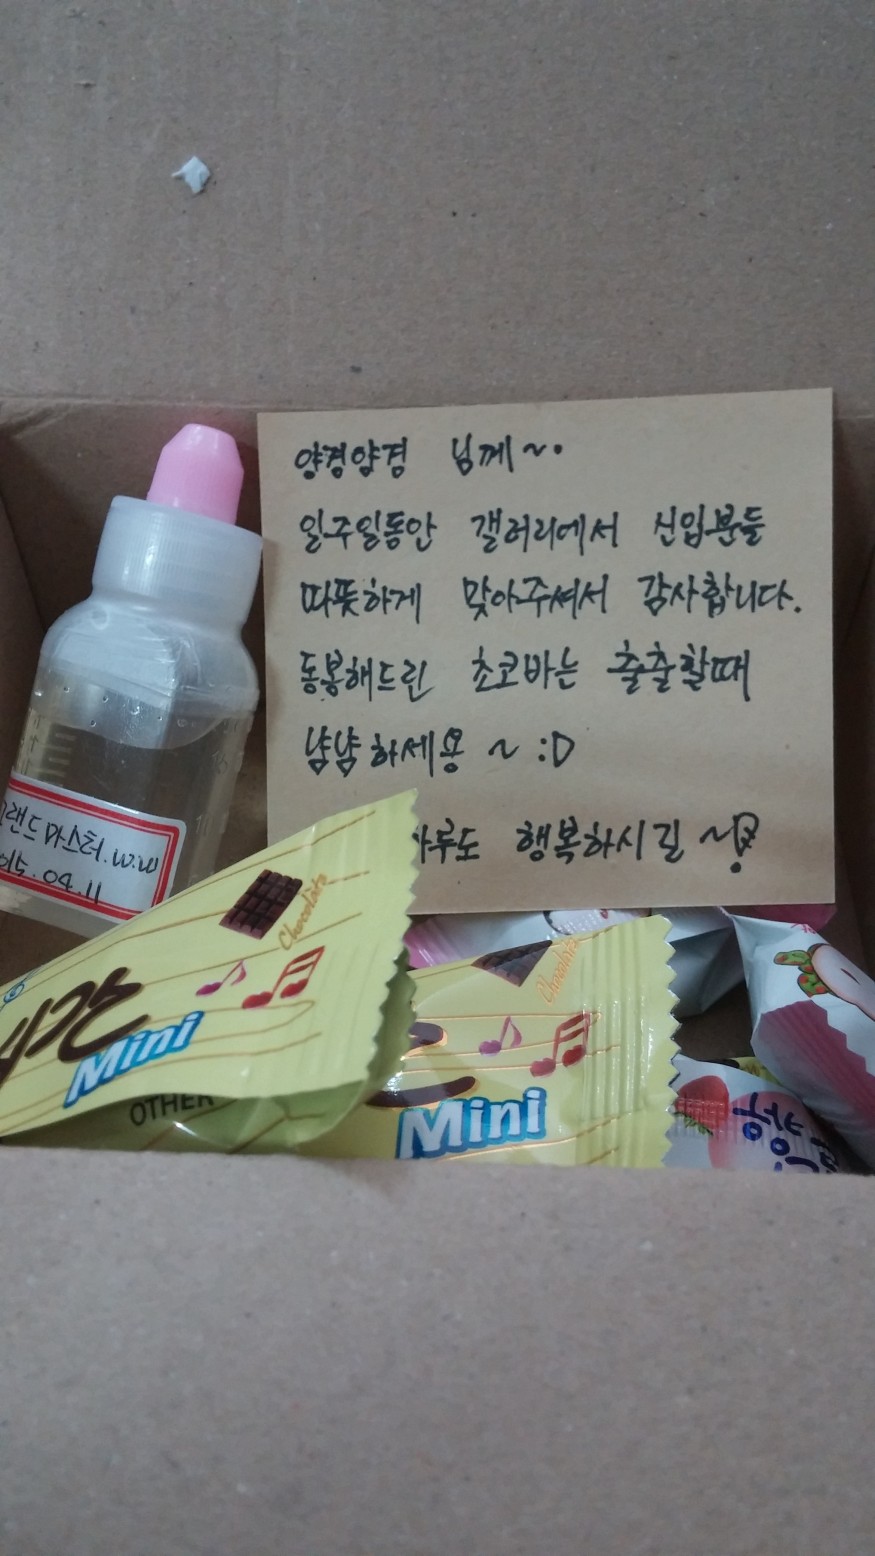 양경양경 님께~.
일주일동안 갤러리에서 신입분들
따뜻하게 맞아주셔서 감사합니다.
동봉해드린 초코바는 출출할때
냠냠하세용 ~ :D
하루도 행복하시길 ~!
그랜드마스터.W.W
2015.04.11
Chocolate
Mini
OTHER
Chocolate
Mini